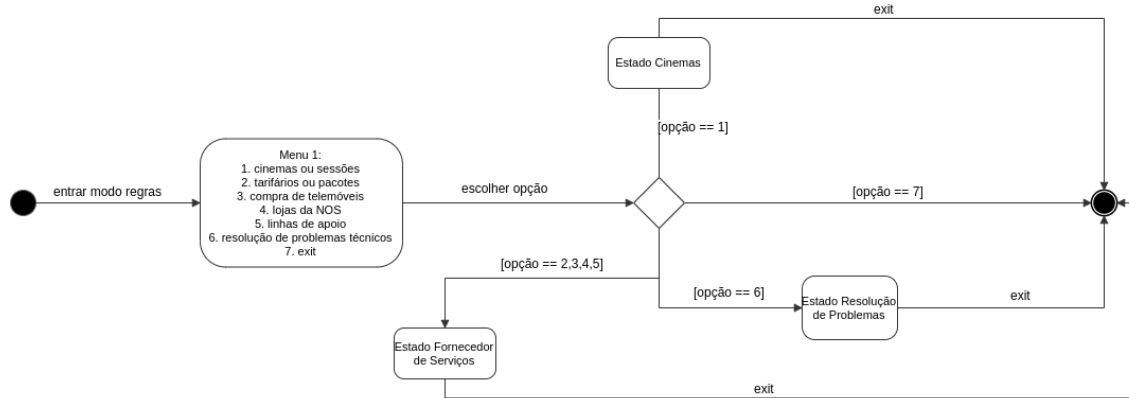 exit
Estado Cinemas
[opção == 1]
Menu 1:
1. cinemas ou sessões
2. tarifários ou pacotes
3. compra de telemóveis
4. lojas da NOS
5. linhas de apoio
6. resolução de problemas técnicos
7. exit
entrar modo regras
escolher opção
[opção == 7]
[opção == 2,3,4,5]
[opção == 6]
Estado Resolução
de Problemas
exit
Estado Fornecedor
de Serviços
exit